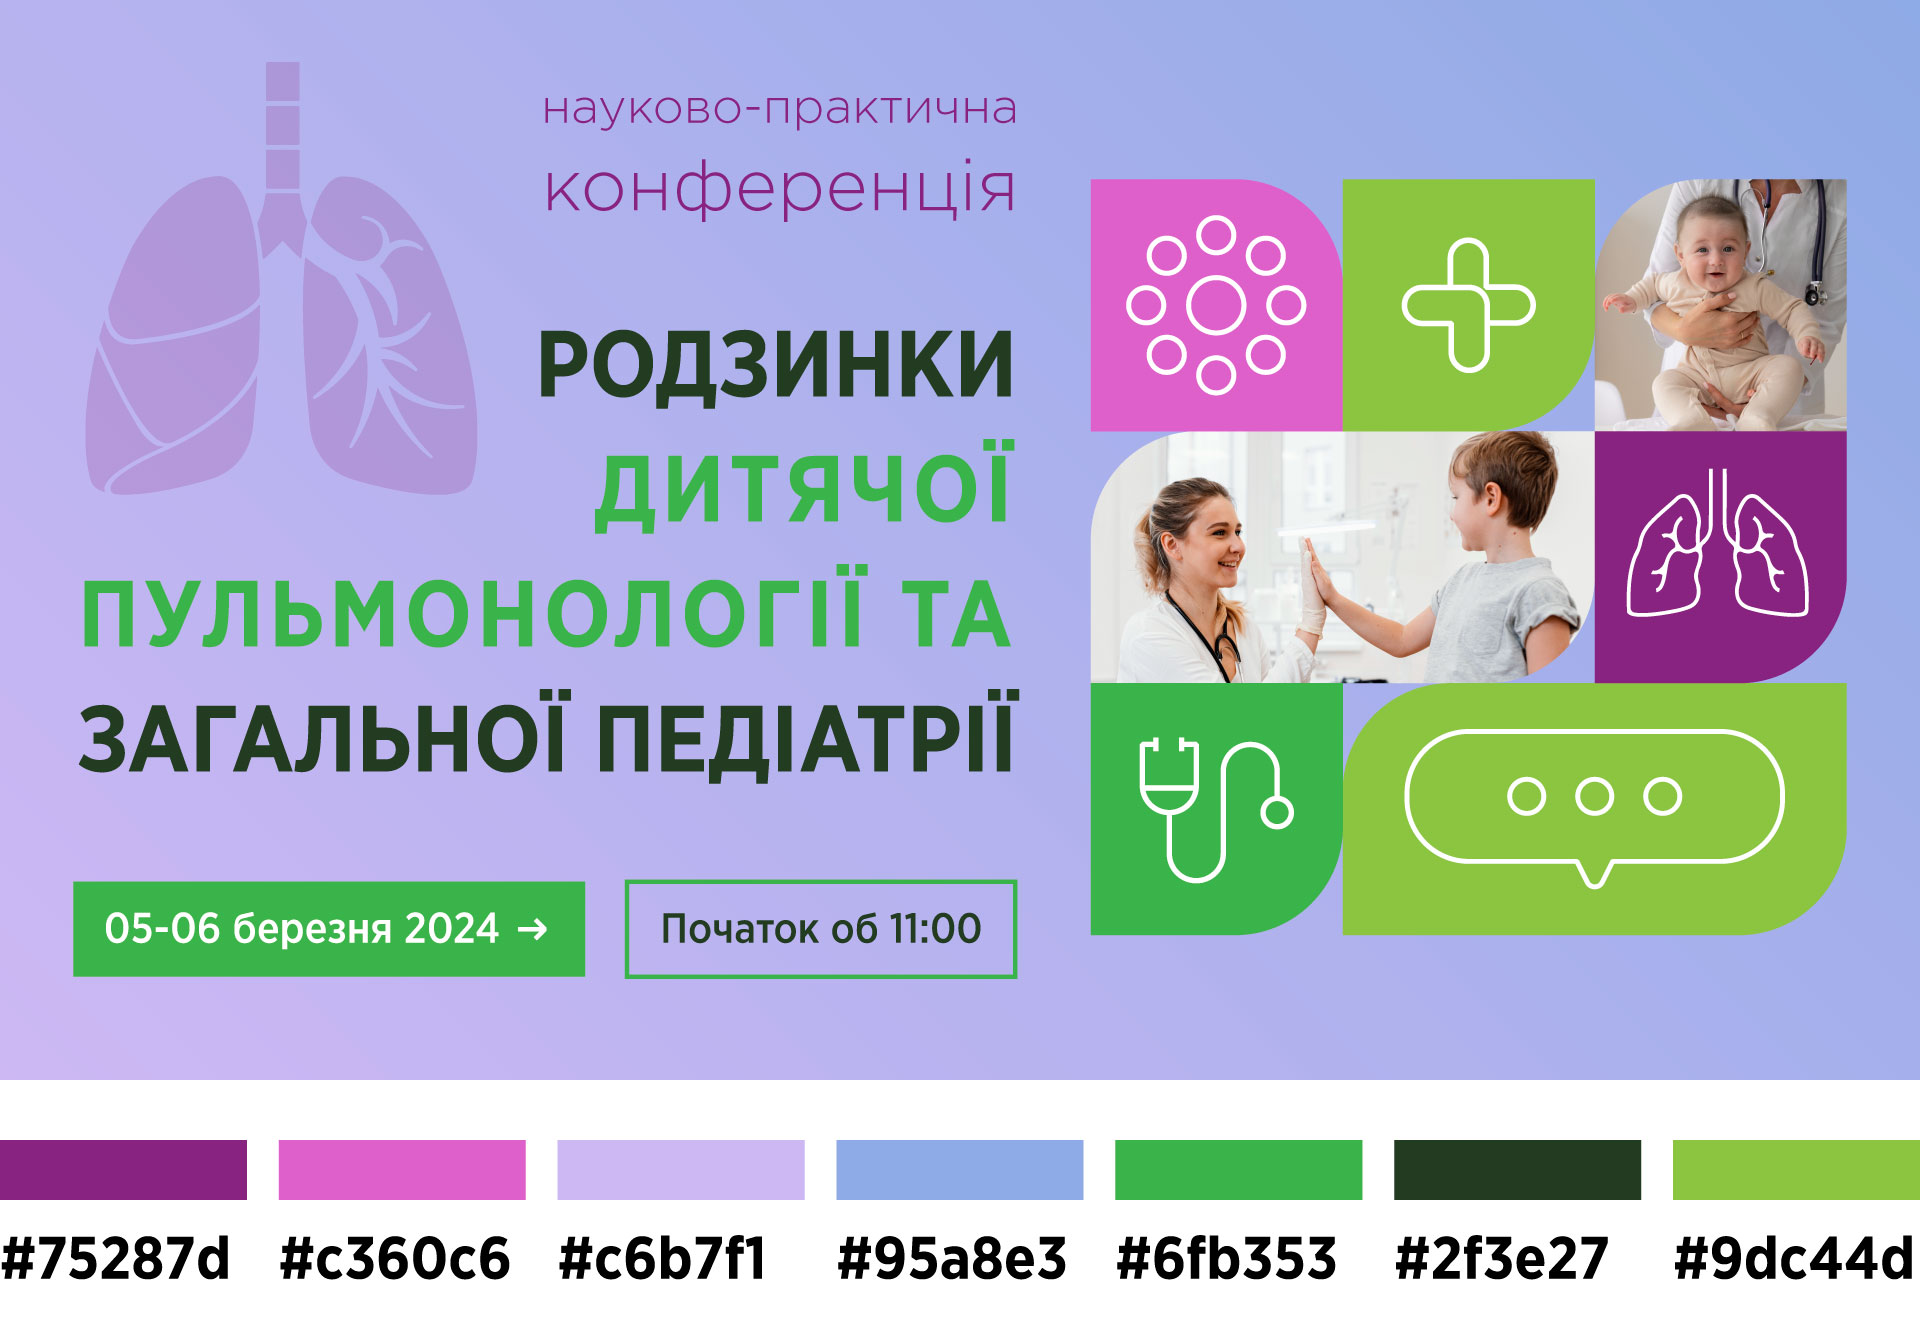 науково-практична
конференція
РОДЗИНКИ
ДИТЯЧОЇ
ПУЛЬМОНОЛОГІЇ ТА
ЗАГАЛЬНОЇ ПЕДІАТРІЇ
05-06 березня 2024 →
Початок об 11:00
#75287d #c360c6 #c6b7f1 #95a8e3 #6fb353 #2f3e27 #9dc44d